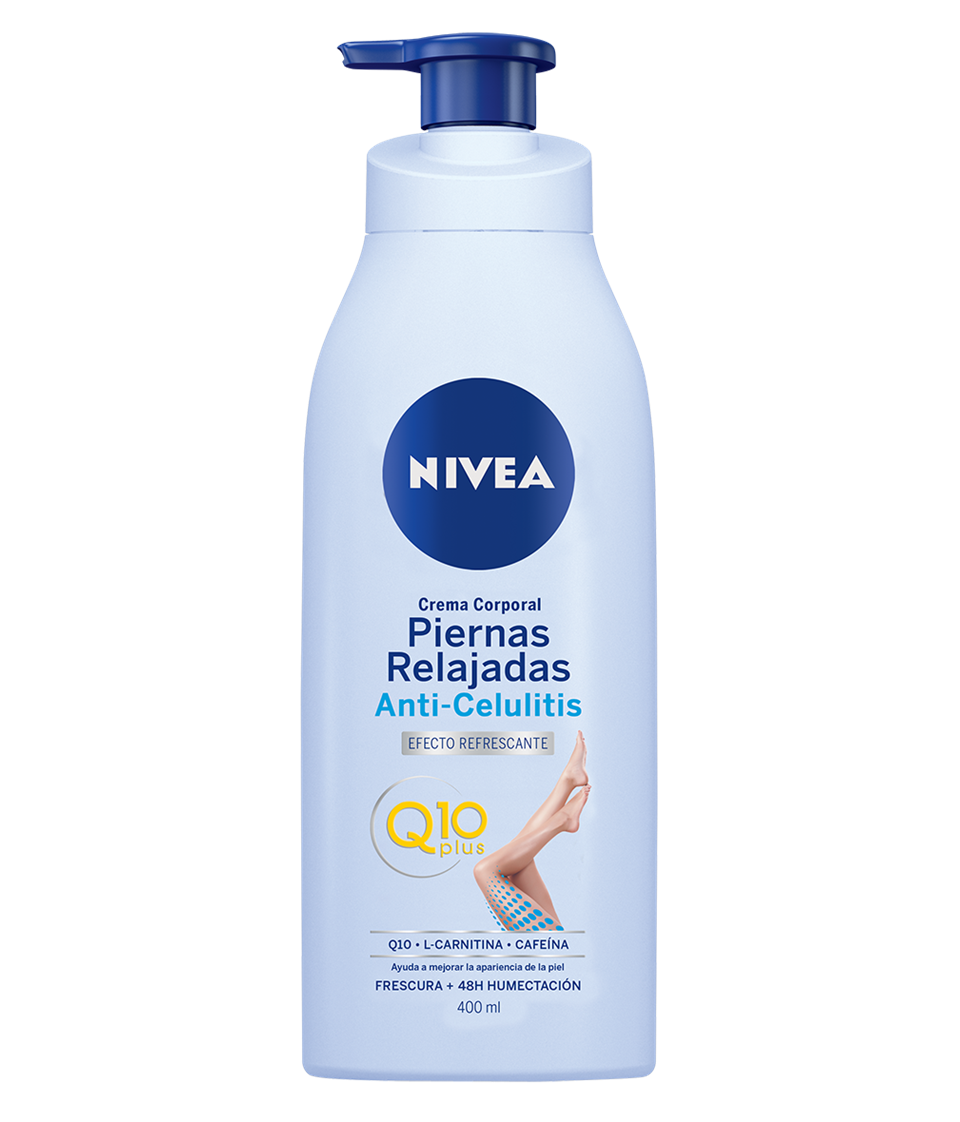 NIVEA
Crema Corporal
Piernas
Relajadas
Anti-Celulitis
EFECTO REFRESCANTE
Q10
plus
Q10 • L-CARNITINA • CAFEÍNA
Ayuda a mejorar la apariencia de la piel
FRESCURA + 48H HUMECTACIÓN
400 ml